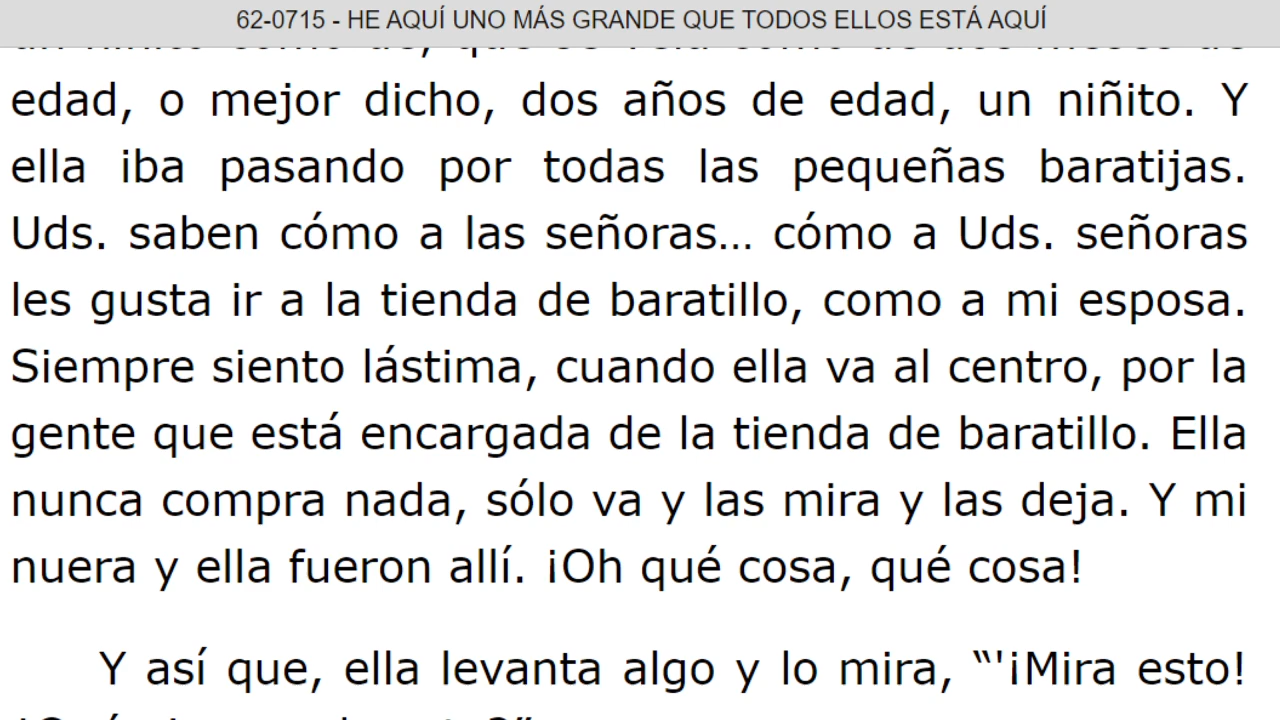 62-0715 - HE AQUÍ UNO MÁS GRANDE QUE TODOS ELLOS ESTÁ AQUÍ
edad, o mejor dicho, dos años de edad, un niñito. Y
ella iba pasando por todas las pequeñas baratijas.
Uds. saben cómo a las señoras... cómo a Uds. señoras
les gusta ir a la tienda de baratillo, como a mi esposa.
Siempre siento lástima, cuando ella va al centro, por la
gente que está encargada de la tienda de baratillo. Ella
nunca compra nada, sólo va y las mira y las deja. Y mi
nuera y ella fueron allí. ¡Oh qué cosa, qué cosa!
Y así que, ella levanta algo y lo mira, “'¡Mira esto!